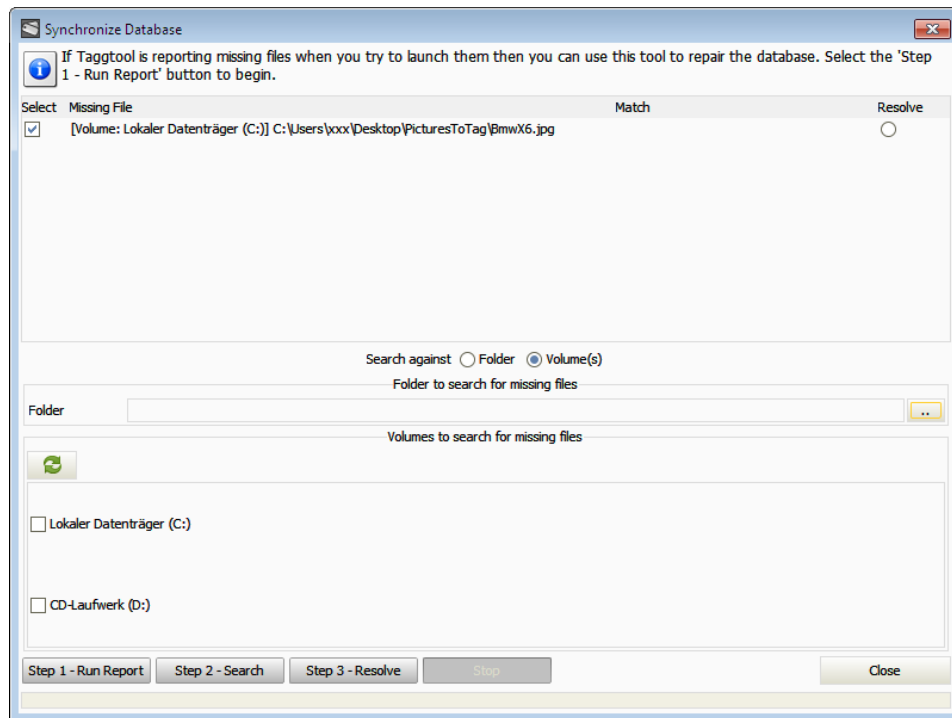 Synchronize Database
If Taggtool is reporting missing files when you try to launch them then you can use this tool to repair the database. Select the 'Step
1 - Run Report' button to begin.
Select Missing File Match Resolve
[Volume: Lokaler Datenträger (C:)] C:\Users\xxx\Desktop\PicturesToTag\BmwX6.jpg
Search against Folder Volume(s)
Folder to search for missing files
Folder ..
Volumes to search for missing files
Lokaler Datenträger (C:)
CD-Laufwerk (D:)
Step 1 - Run Report Step 2 - Search Step 3 - Resolve Stop Close